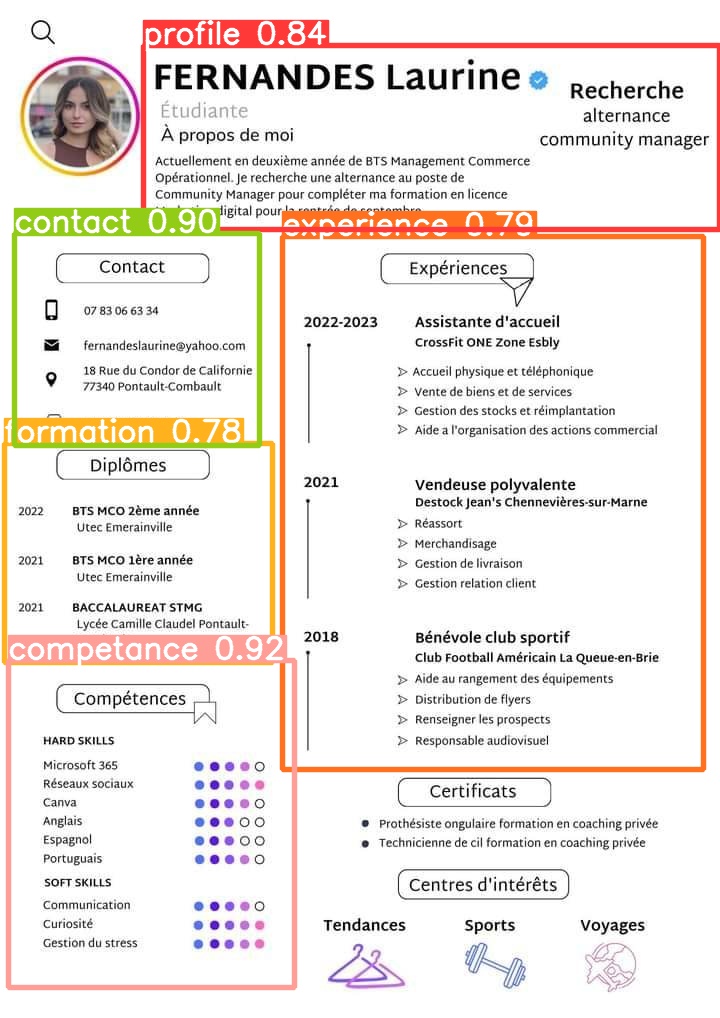 profile 0.84
FERNANDES Laurine
Étudiante
Recherche
alternance
community manager
À propos de moi
Actuellement en deuxième année de BTS Management Commerce
Opérationnel. Je recherche une alternance au poste de
Community Manager pour compléter ma formation en licence
digital pour la rentrée de septembre
contact 0.90
Contact
07 83 06 63 34
fernandeslaurine@yahoo.com
18 Rue du Condor de Californie
77340 Pontault-Combault
formation 0.78
Diplômes
2022 BTS MCO 2ème année
Utec Emerainville
2021 BTS MCO 1ère année
Utec Emerainville
2021 BACCALAUREAT STMG
Lycée Camille Claudel Pontault-
competance 0.92
Compétences
HARD SKILLS
Microsoft 365
Réseaux sociaux
Canva
Anglais
Espagnol
Portuguais
SOFT SKILLS
Communication
Curiosité
Gestion du stress
experience 0.79
Expériences
2022-2023 Assistante d'accueil
CrossFit ONE Zone Esbly
Accueil physique et téléphonique
Vente de biens et de services
Gestion des stocks et réimplantation
Aide a l'organisation des actions commercial
2021 Vendeuse polyvalente
Destock Jean's Chennevières-sur-Marne
Réassort
Merchandisage
Gestion de livraison
Gestion relation client
2018 Bénévole club sportif
Club Football Américain La Queue-en-Brie
Aide au rangement des équipements
Distribution de flyers
Renseigner les prospects
Responsable audiovisuel
Certificats
Prothésiste ongulaire formation en coaching privée
Technicienne de cil formation en coaching privée
Centres d'intérêts
Tendances Sports Voyages